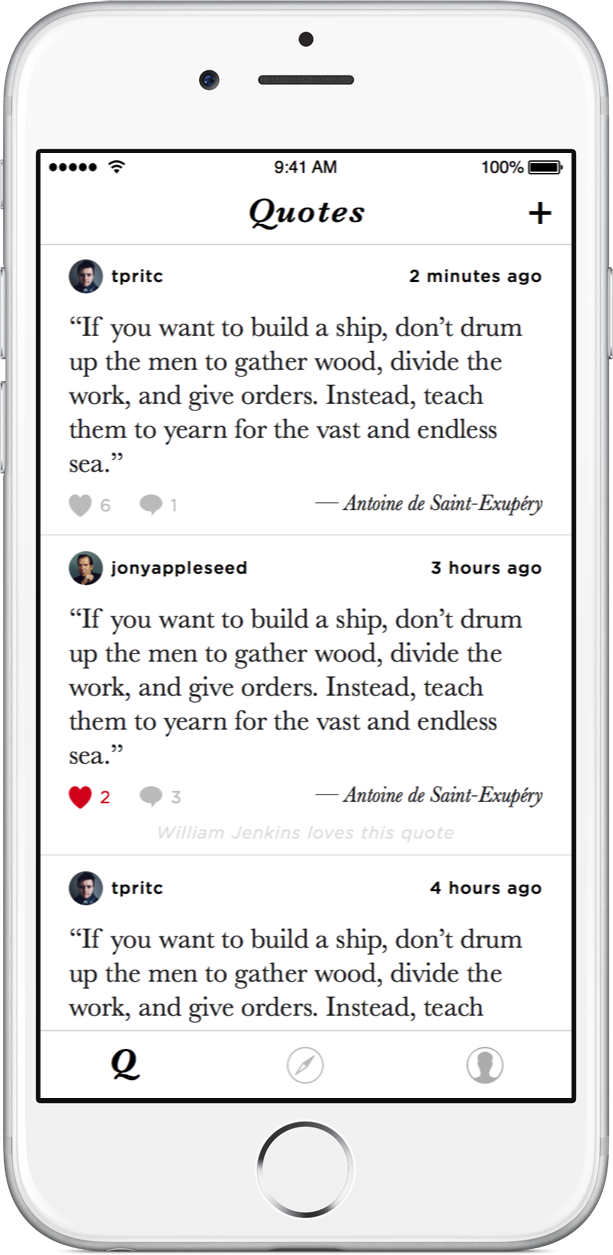 9:41 AM
100%
Quotes
+
tpritc
2 minutes ago
“If you want to build a ship, don’t drum
up the men to gather wood, divide the
work, and give orders. Instead, teach
them to yearn for the vast and endless
sea.”
6
1
— Antoine de Saint-Exupéry
jonyappleseed
3 hours ago
“If you want to build a ship, don’t drum
up the men to gather wood, divide the
work, and give orders. Instead, teach
them to yearn for the vast and endless
sea.”
2
3
— Antoine de Saint-Exupéry
William Jenkins loves this quote
tpritc
4 hours ago
“If you want to build a ship, don’t drum
up the men to gather wood, divide the
work, and give orders. Instead, teach
Q